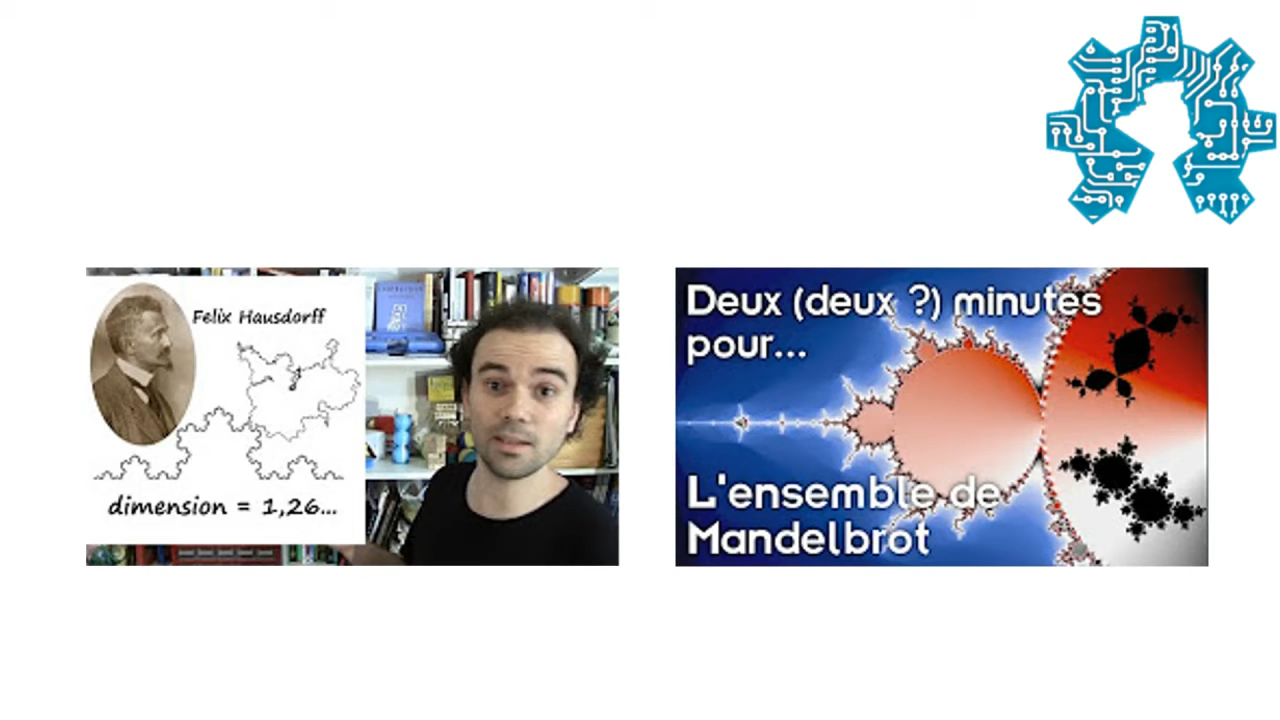 Felix Hausdorff
dimension = 1,26...
Deux (deux ?) minutes
pour...
L'ensemble de
Mandelbrot